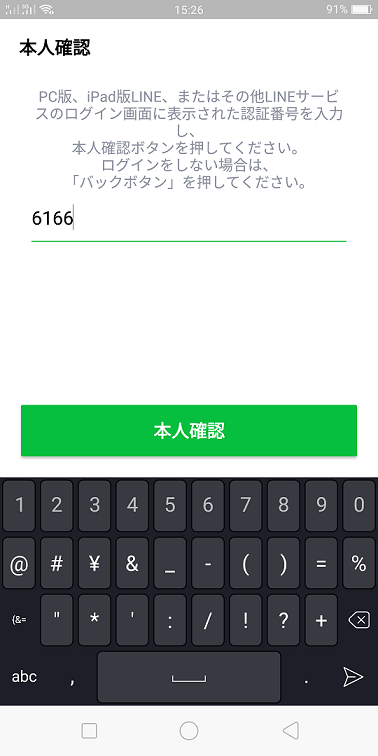 15:26
91%
本人確認
PC版、iPad版LINE、またはその他LINEサービ
スのログイン画面に表示された認証番号を入力
し、
本人確認ボタンを押してください。
ログインをしない場合は、
「バックボタン」を押してください。
6166
本人確認
1 2 3 4 5 6 7 8 9 0
@ # ¥ & _ - ( ) = %
{&= " * ' : / ! ? +
abc , .